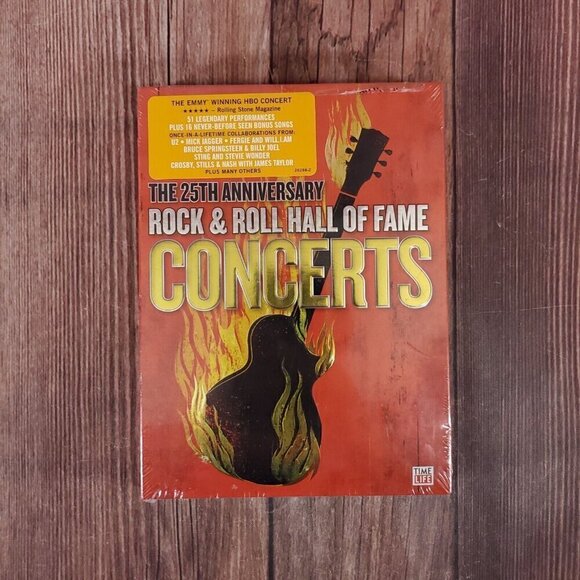 THE EMMY® WINNING HBO CONCERT
★★★★★ – Rolling Stone Magazine
51 LEGENDARY PERFORMANCES
PLUS 16 NEVER-BEFORE SEEN BONUS SONGS
ONCE-IN-A-LIFETIME COLLABORATIONS FROM:
U2 • MICK JAGGER • FERGIE AND WILL.I.AM
BRUCE SPRINGSTEEN & BILLY JOEL
STING AND STEVIE WONDER
CROSBY, STILLS & NASH WITH JAMES TAYLOR
PLUS MANY OTHERS
25288-Z
THE 25TH ANNIVERSARY
ROCK & ROLL HALL OF FAME
CONCERTS
TIME
LIFE